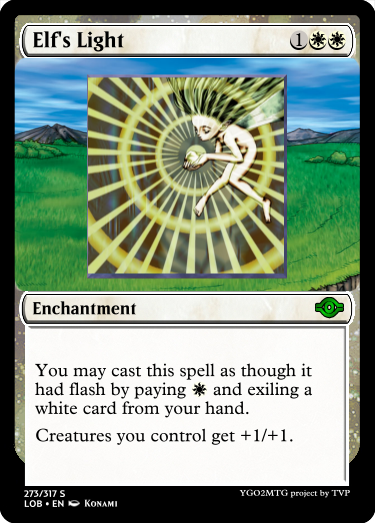 Elf's Light 1
Enchantment
You may cast this spell as though it
had flash by paying and exiling a
white card from your hand.
Creatures you control get +1/+1.
273/317 S
LOB • EN Konami
YGO2MTG project by TVP